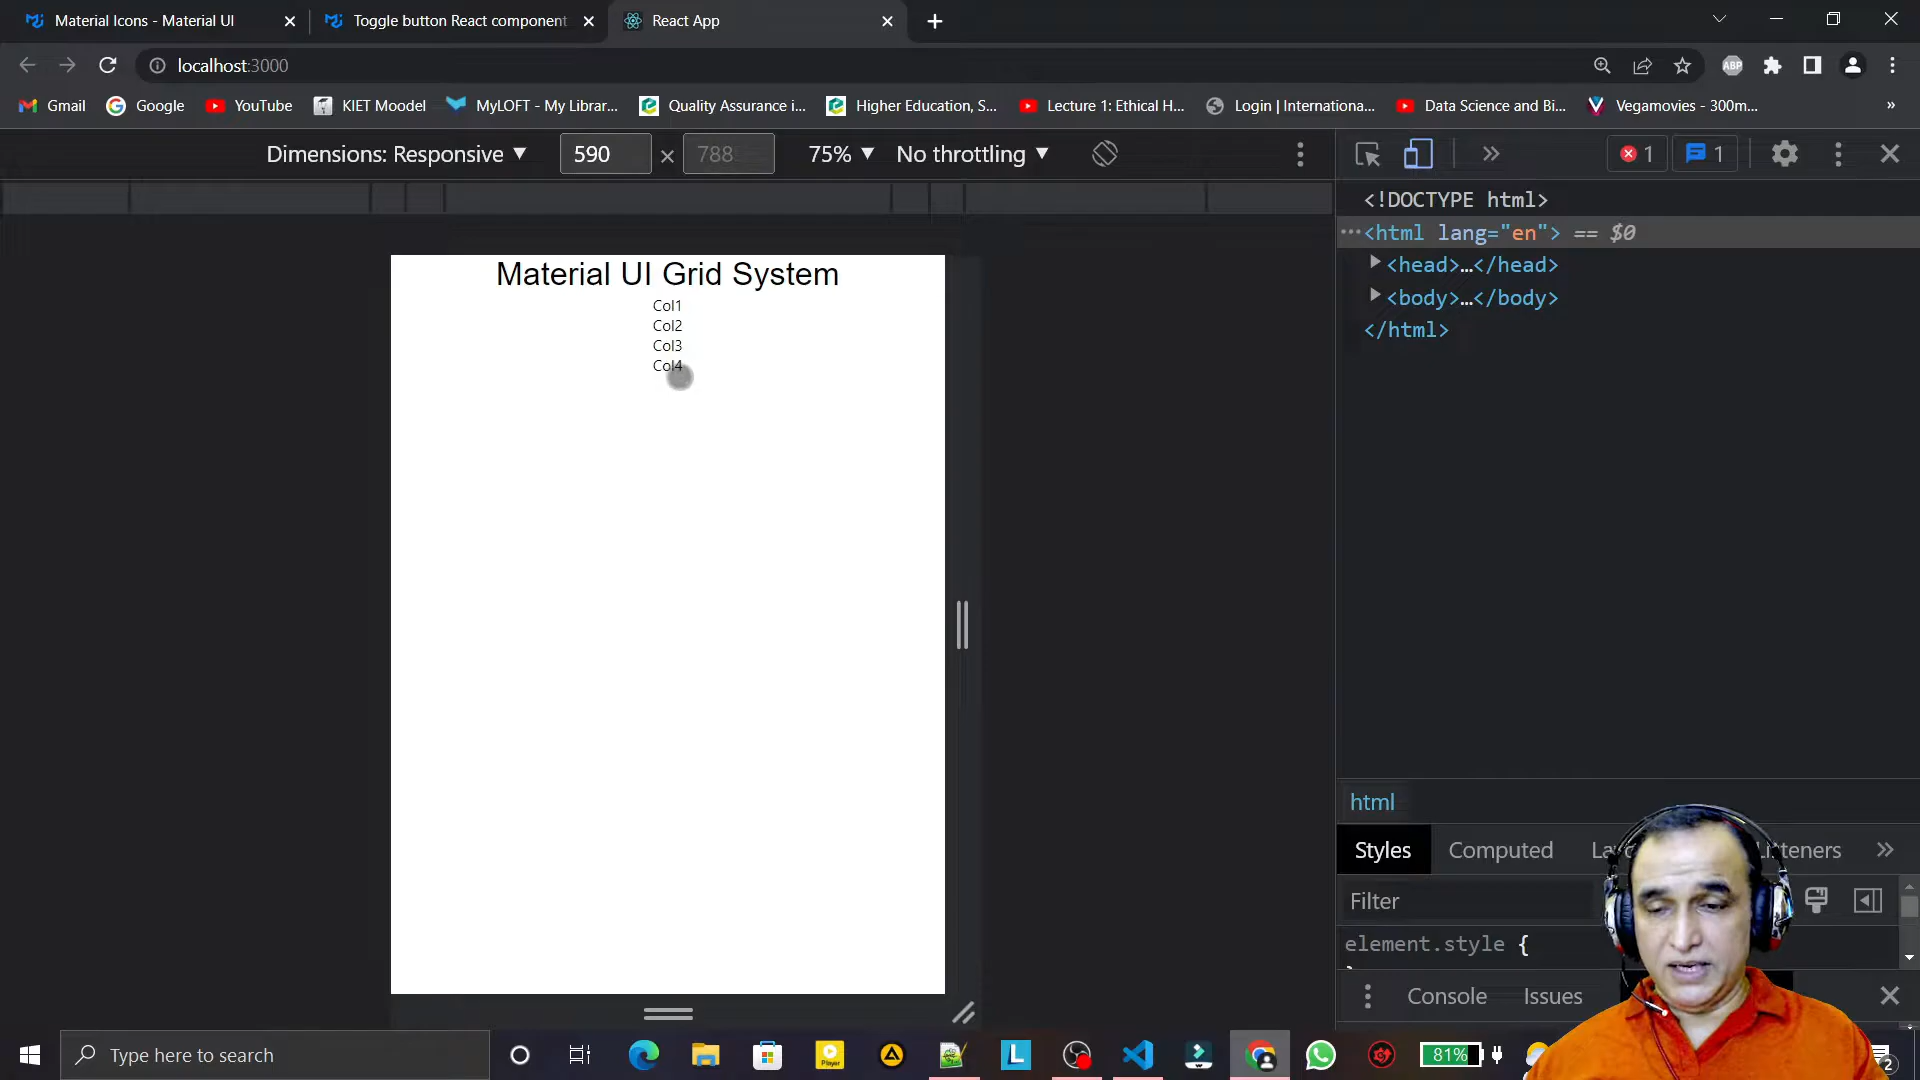 Material Icons - Material UI
Toggle button React component
React App
localhost:3000
Gmail
Google
YouTube
KIET Moodel
MyLOFT - My Librar...
Quality Assurance i...
Higher Education, S...
Lecture 1: Ethical H...
Login | Internationa...
Data Science and Bi...
Vegamovies - 300m...
»
Dimensions: Responsive
590
×
788
75%
No throttling
1
1
<!DOCTYPE html>
<html lang="en"> == $0
<head>…</head>
<body>…</body>
</html>
Material UI Grid System
Col1
Col2
Col3
Col4
html
Styles
Computed
Filter
element.style {
Console
Issues
Type here to search
81%
2